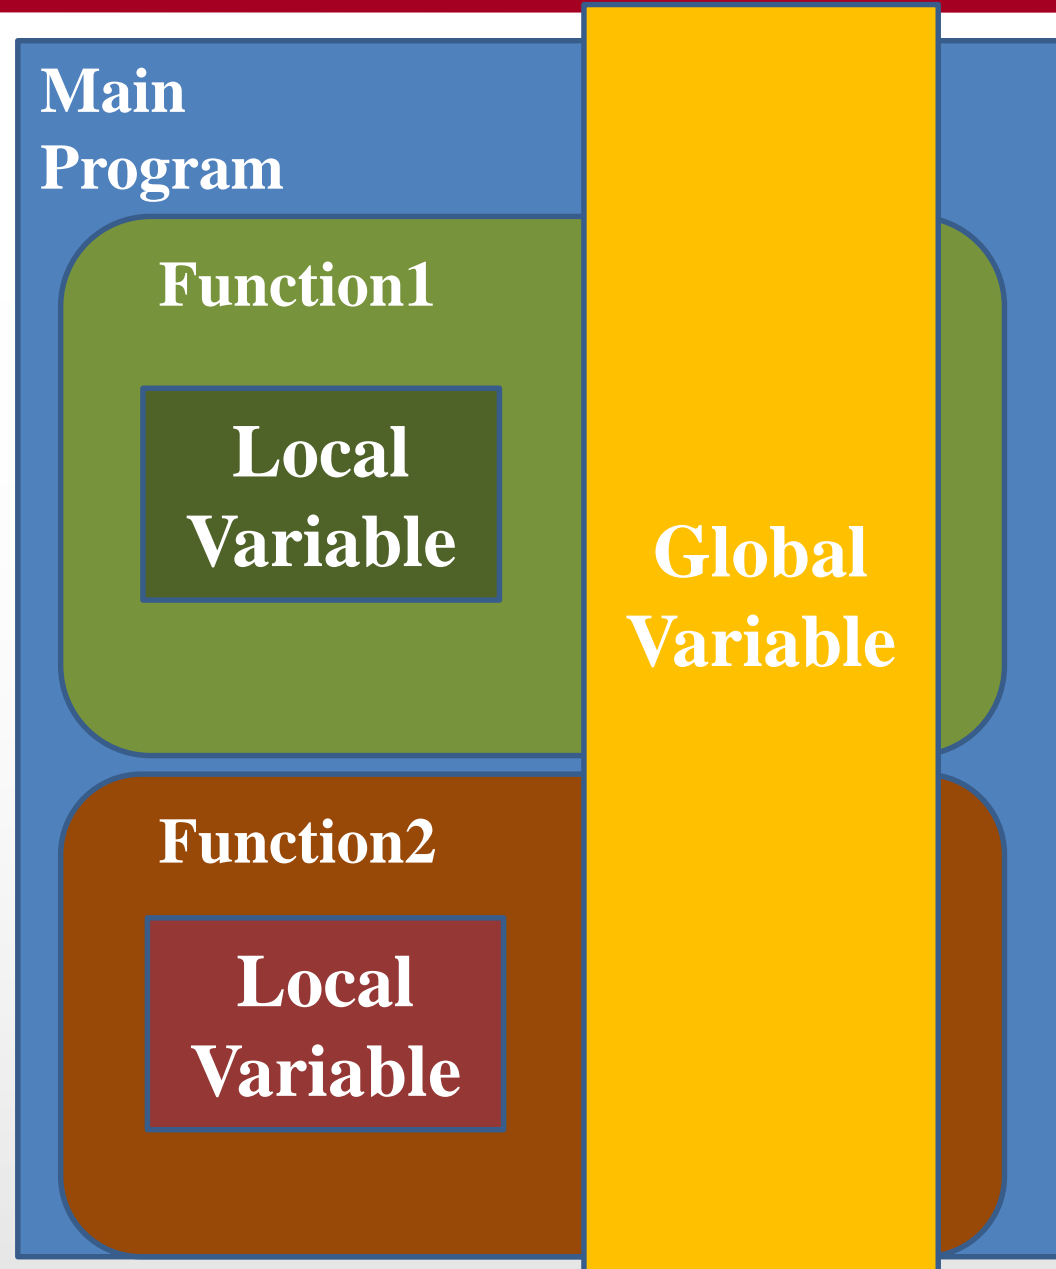 Main
Program
Function1
Local
Variable
Global
Variable
Function2
Local
Variable